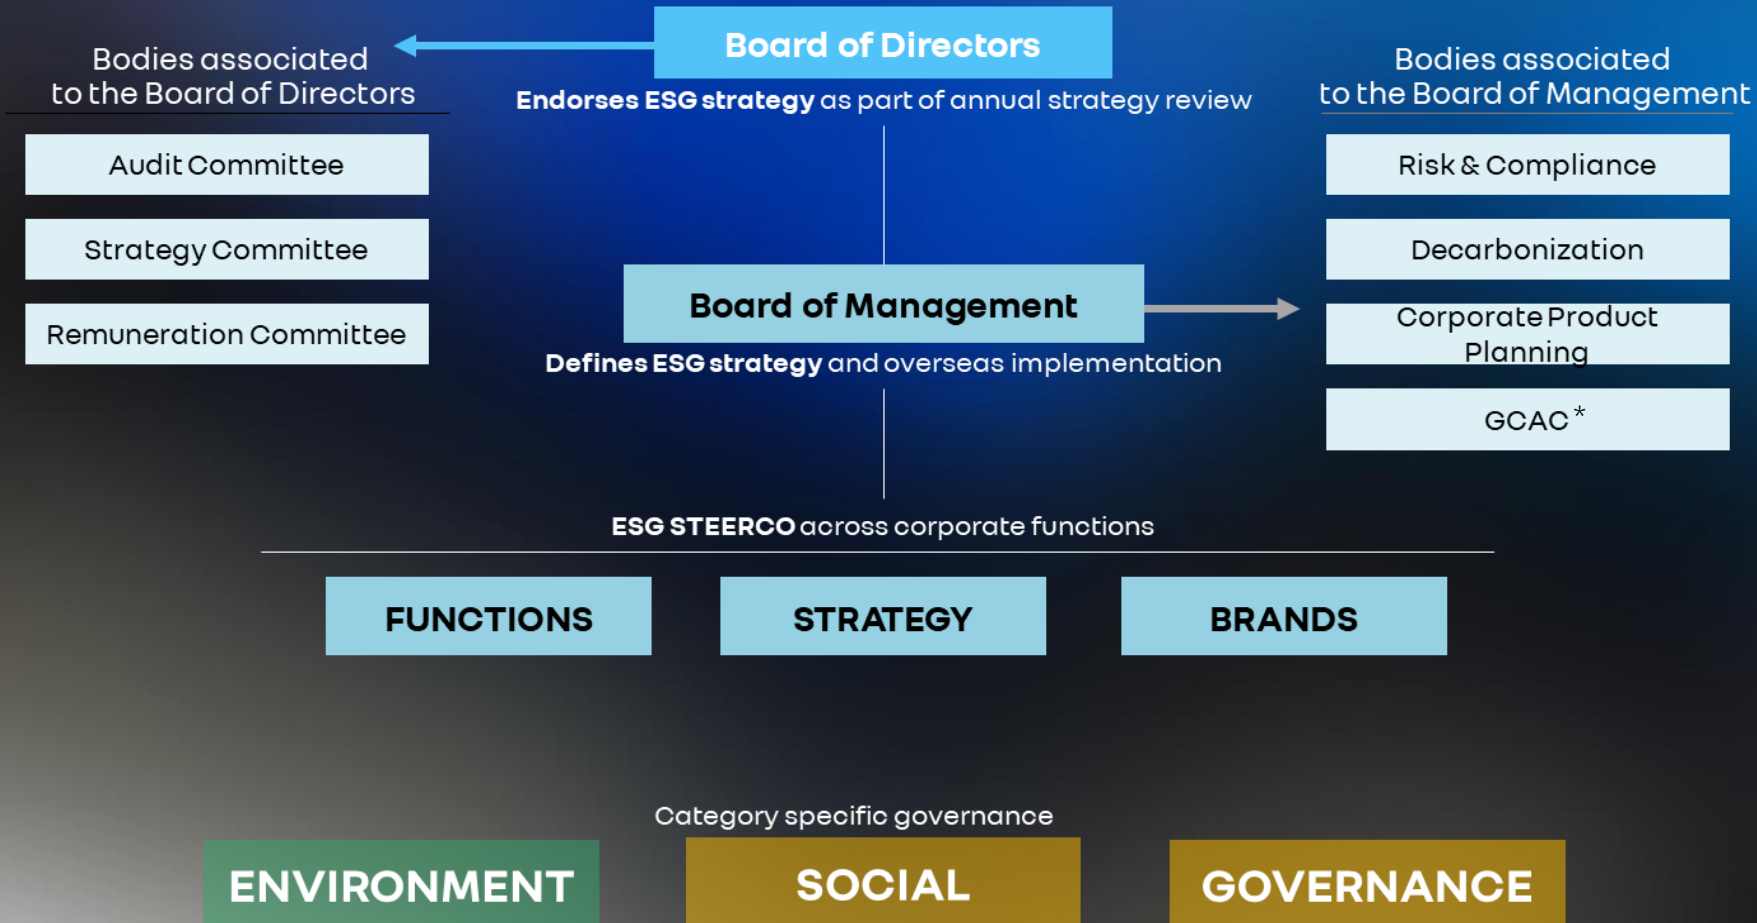 Board of Directors
Endorses ESG strategy as part of annual strategy review
Bodies associated
to the Board of Directors
Audit Committee
Strategy Committee
Remuneration Committee
Bodies associated
to the Board of Management
Risk & Compliance
Decarbonization
Corporate Product
Planning
GCAC*
Board of Management
Defines ESG strategy and overseas implementation
ESG STEERCO across corporate functions
FUNCTIONS
STRATEGY
BRANDS
Category specific governance
ENVIRONMENT
SOCIAL
GOVERNANCE